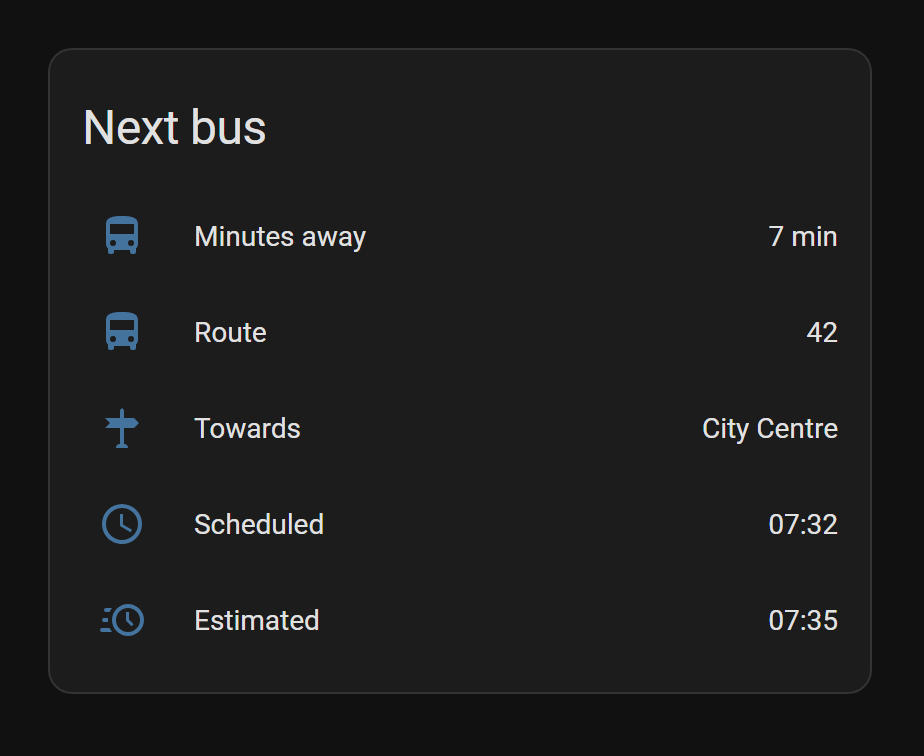 Next bus
Minutes away 7 min
Route 42
Towards City Centre
Scheduled 07:32
Estimated 07:35